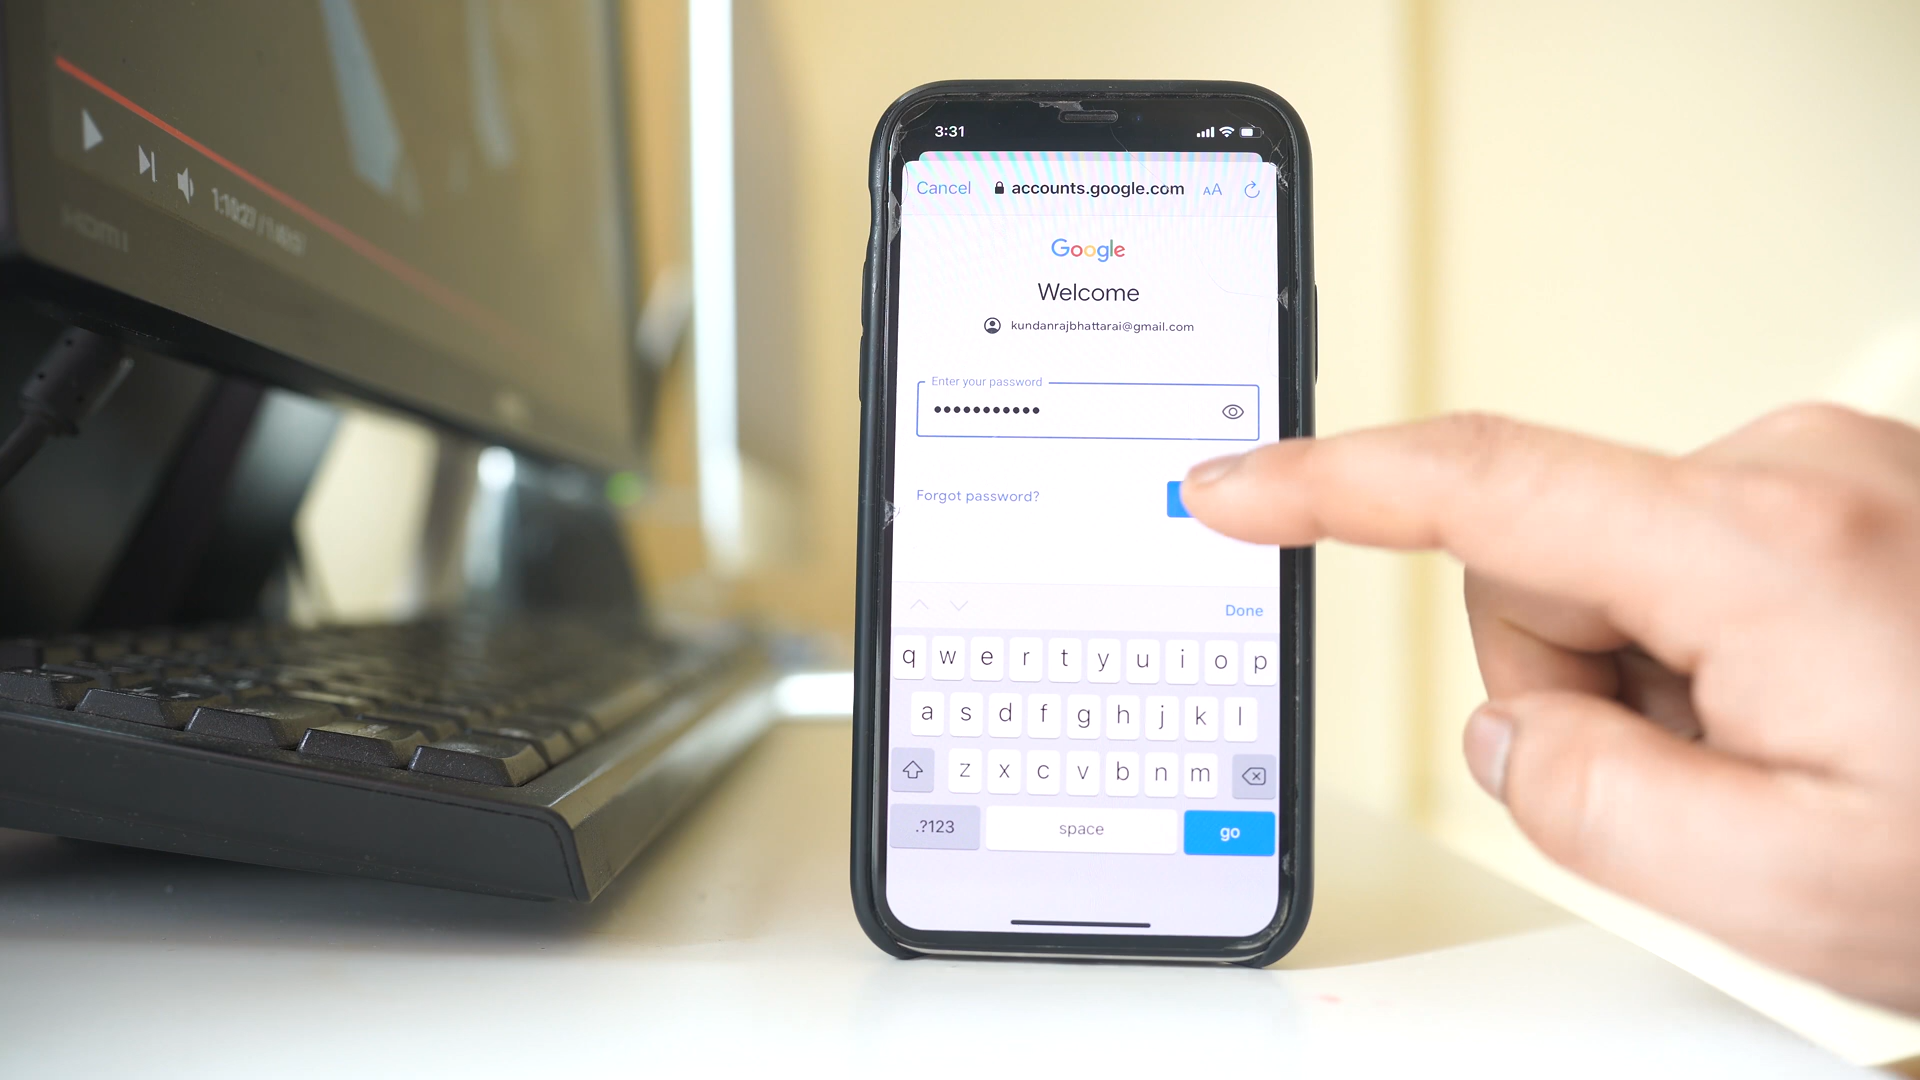 3:31
Cancel accounts.google.com AA
Google
Welcome
kundanrajbhattarai@gmail.com
Enter your password
•••••••••••
Forgot password?
Done
q w e r t y u i o p
a s d f g h j k l
z x c v b n m
.?123 space go
HDMI